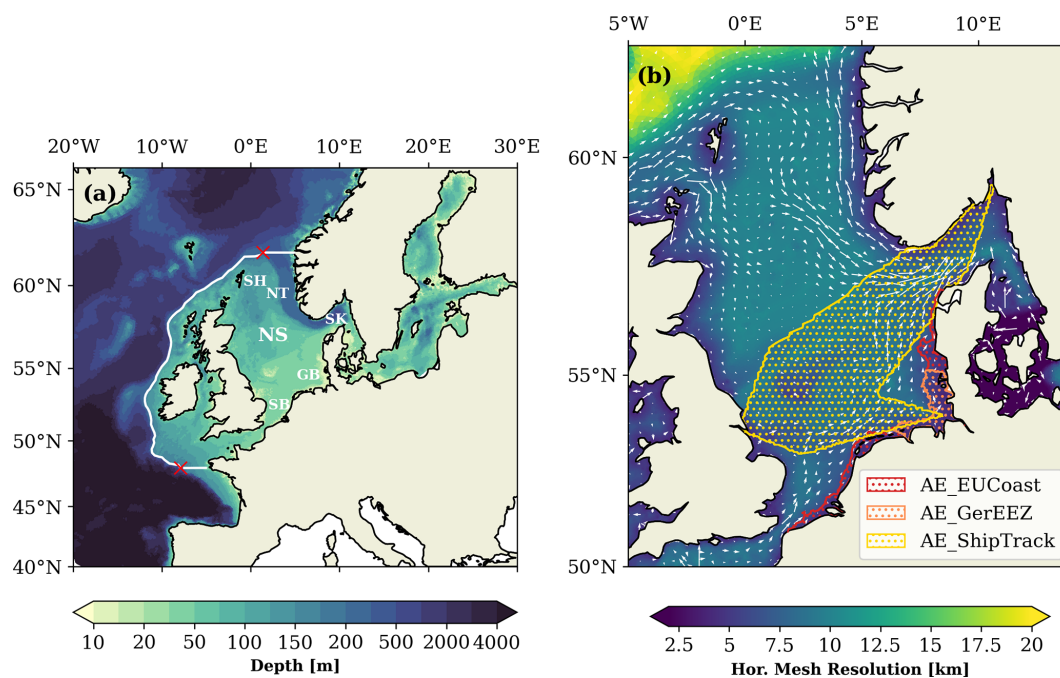 20°W 10°W 0°E 10°E 20°E 30°E
65°N
60°N
55°N
50°N
45°N
40°N
(a)
SH
NT
SK
NS
GB
SB
10 20 50 100 150 200 500 2000 4000
Depth [m]
5°W 0°E 5°E 10°E
60°N
55°N
50°N
(b)
AE_EUCoast
AE_GerEEZ
AE_ShipTrack
2.5 5 7.5 10 12.5 15 17.5 20
Hor. Mesh Resolution [km]